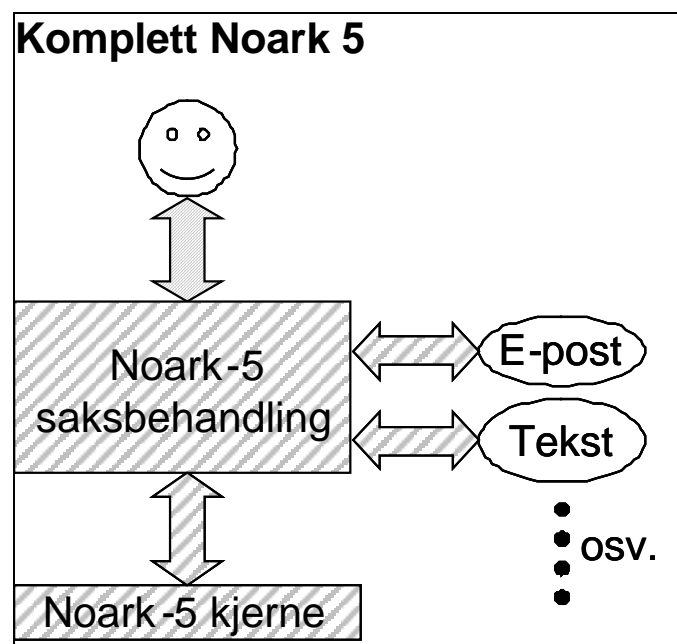 Komplett Noark 5
Noark-5
saksbehandling
E-post
Tekst
osv.
Noark-5 kjerne